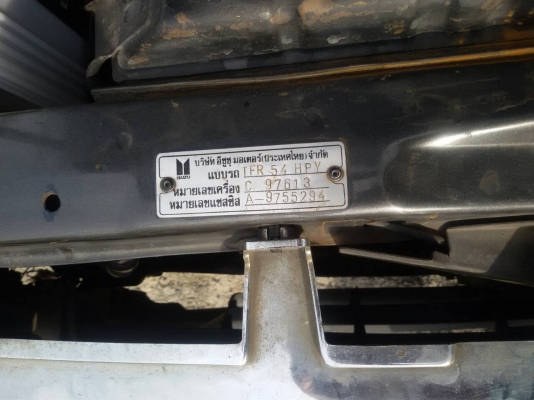 บริษัท อีซูซุ มอเตอร์(ประเทศไทย)จำกัด
ISUZU
แบบรถ TFR 54 HPY
หมายเลขเครื่อง C 97613
หมายเลขแชสซีส A-9755294